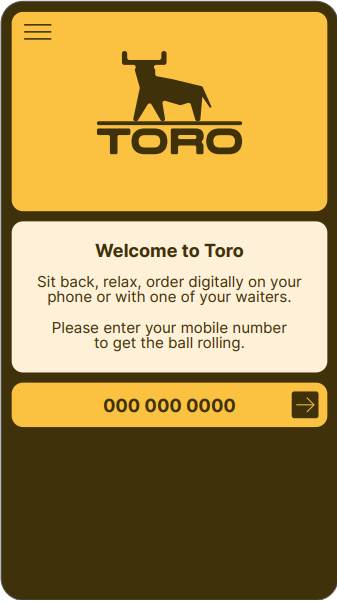 TORO
Welcome to Toro
Sit back, relax, order digitally on your
phone or with one of your waiters.
Please enter your mobile number
to get the ball rolling.
000 000 0000